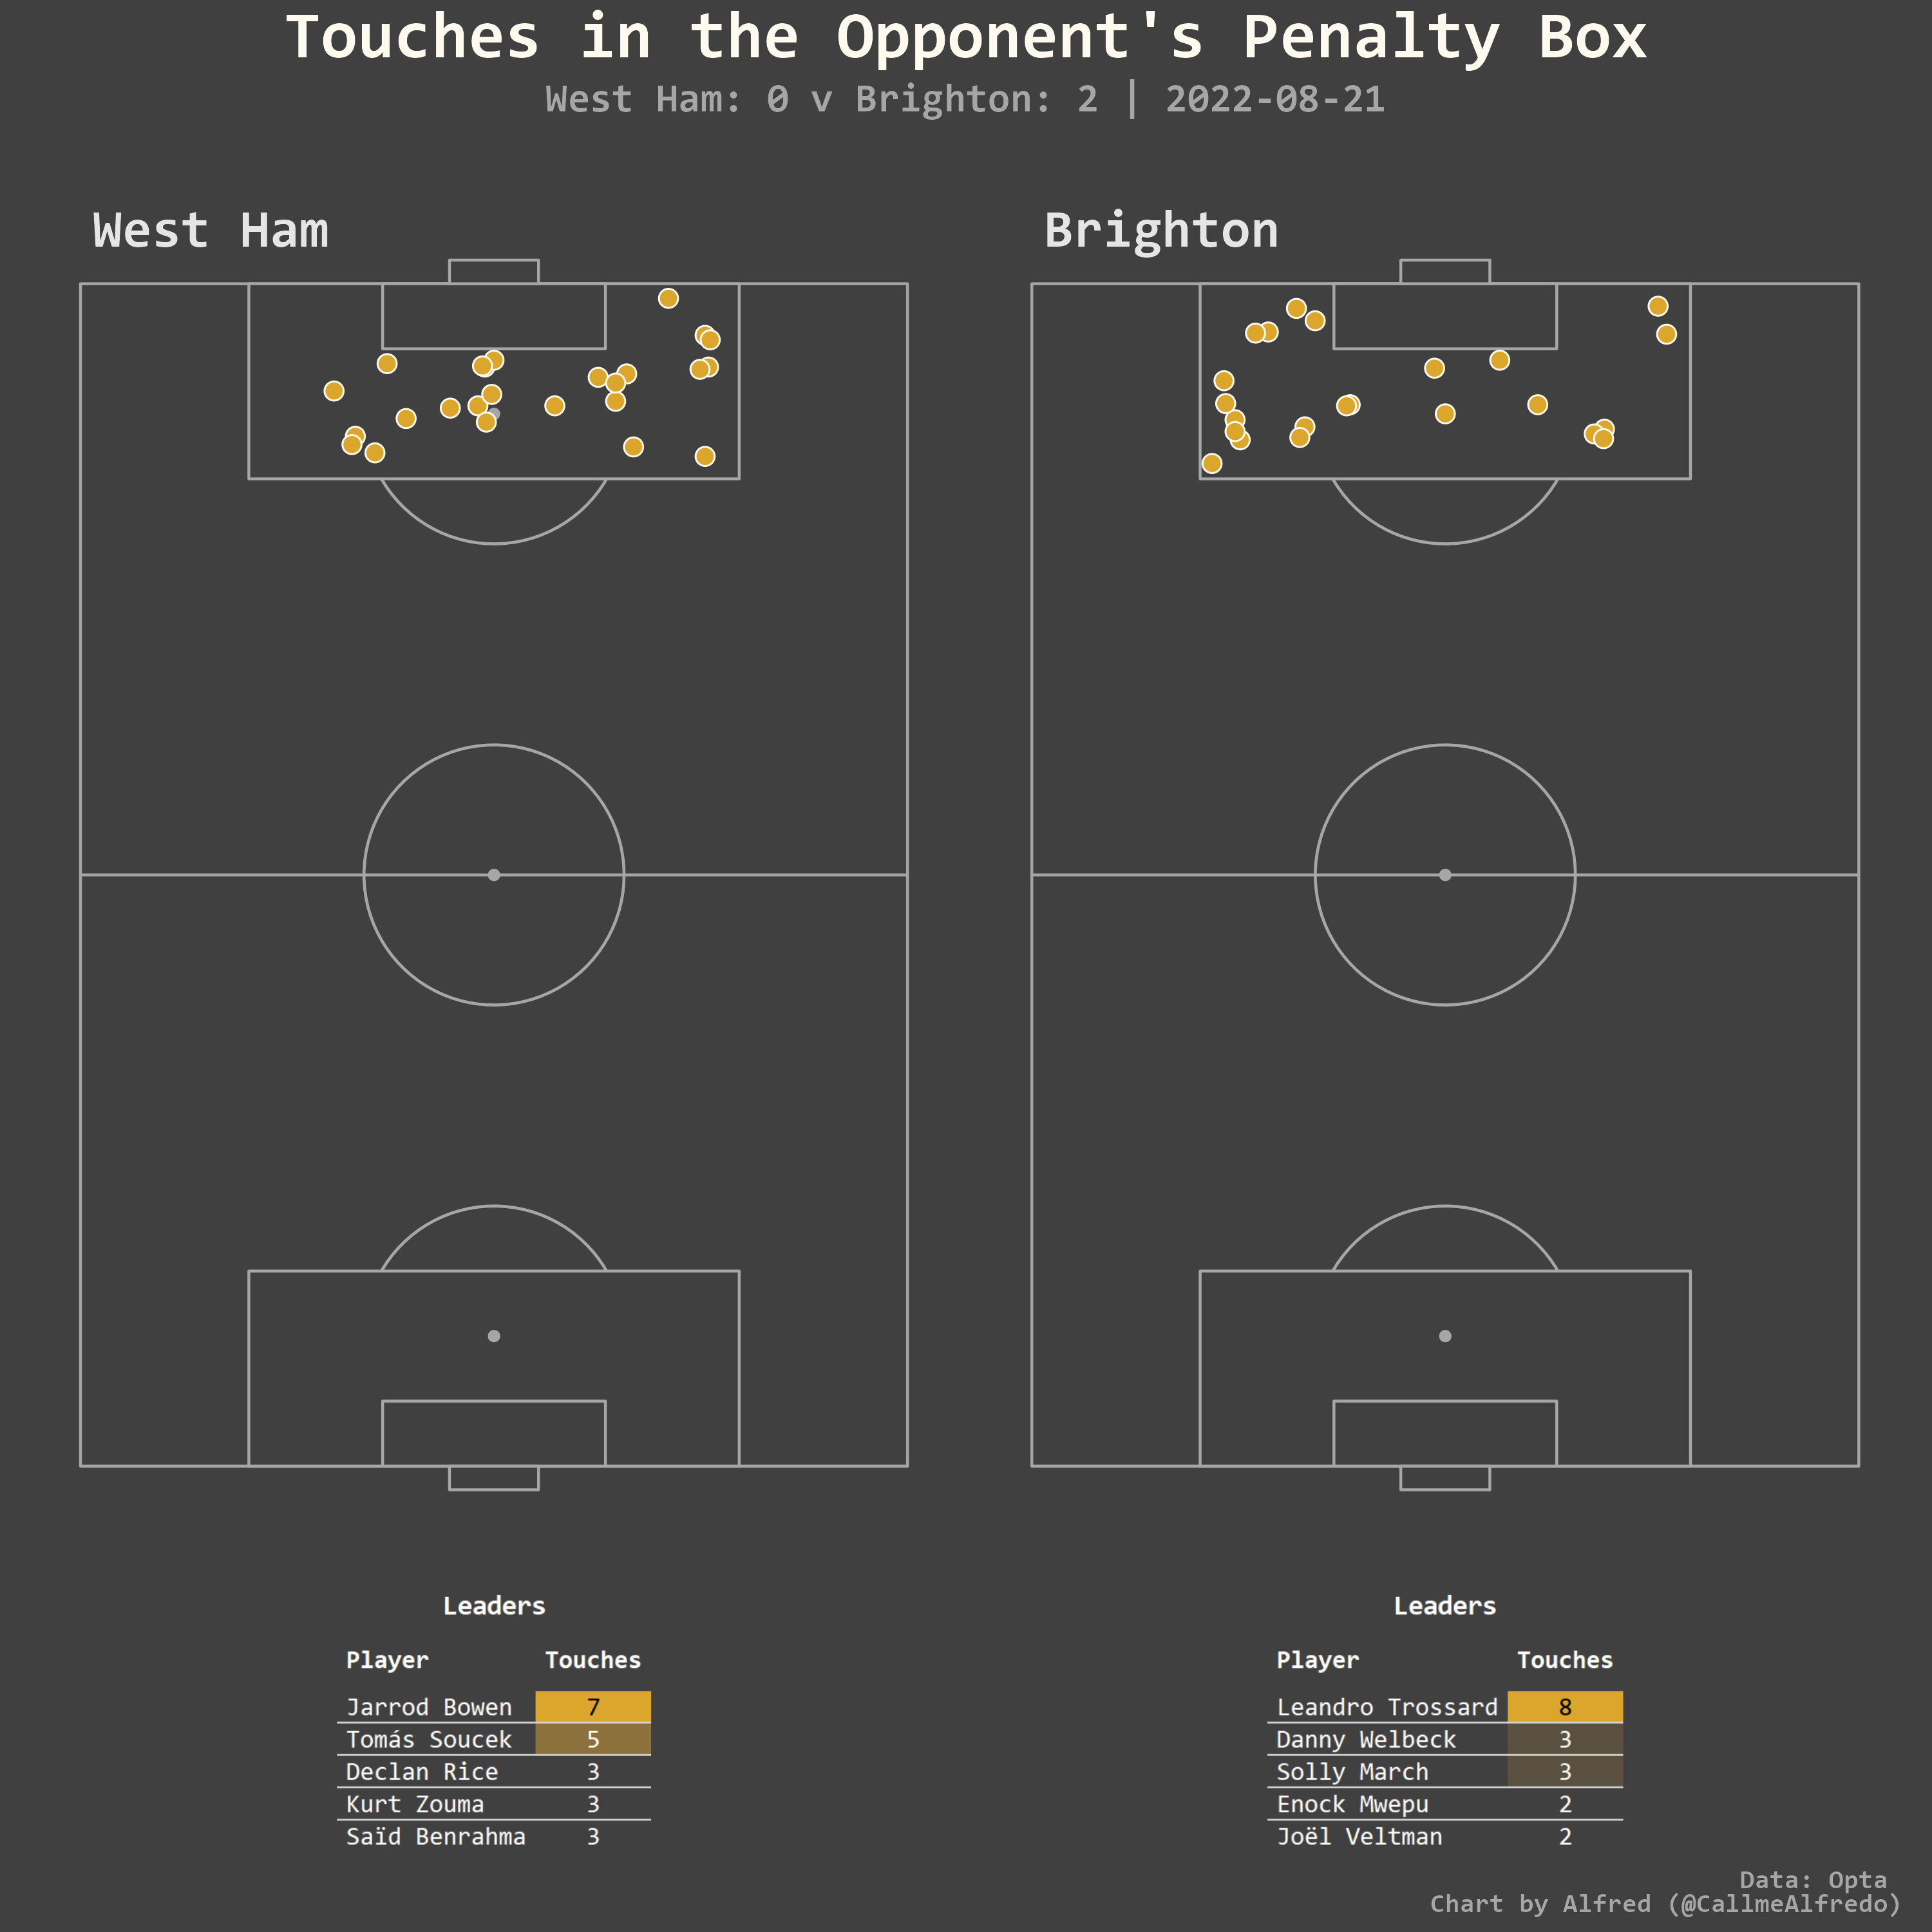 Touches in the Opponent's Penalty Box
West Ham: 0 v Brighton: 2 | 2022-08-21
West Ham
Brighton
Leaders
Player Touches
Jarrod Bowen 7
Tomás Soucek 5
Declan Rice 3
Kurt Zouma 3
Saïd Benrahma 3
Leaders
Player Touches
Leandro Trossard 8
Danny Welbeck 3
Solly March 3
Enock Mwepu 2
Joël Veltman 2
Data: Opta
Chart by Alfred (@CallmeAlfredo)